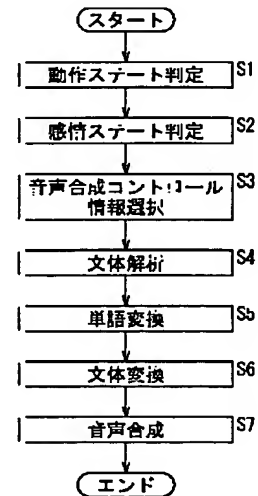 スタート
動作ステート判定 S1
感情ステート判定 S2
音声合成コントロール S3
情報選択
文体解析 S4
単語変換 S5
文体変換 S6
音声合成 S7
エンド